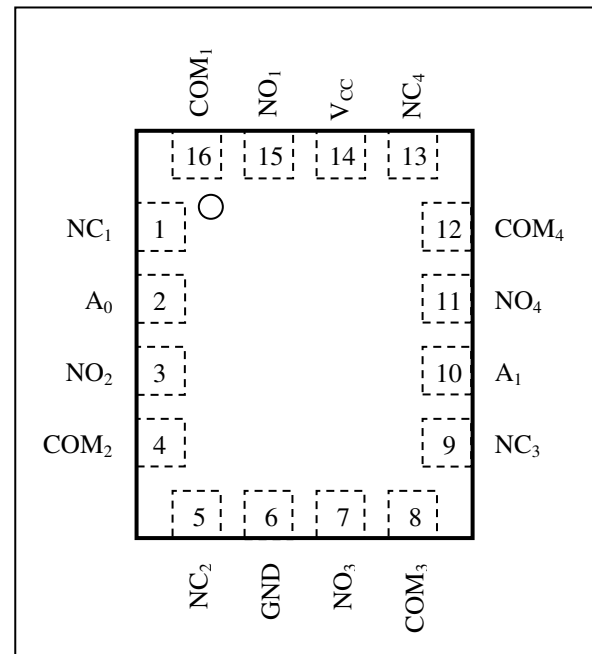 COM₁ NO₁ V_CC NC₄
16 15 14 13
NC₁ 1 12 COM₄
A₀ 2 11 NO₄
NO₂ 3 10 A₁
COM₂ 4 9 NC₃
5 6 7 8
NC₂ GND NO₃ COM₃